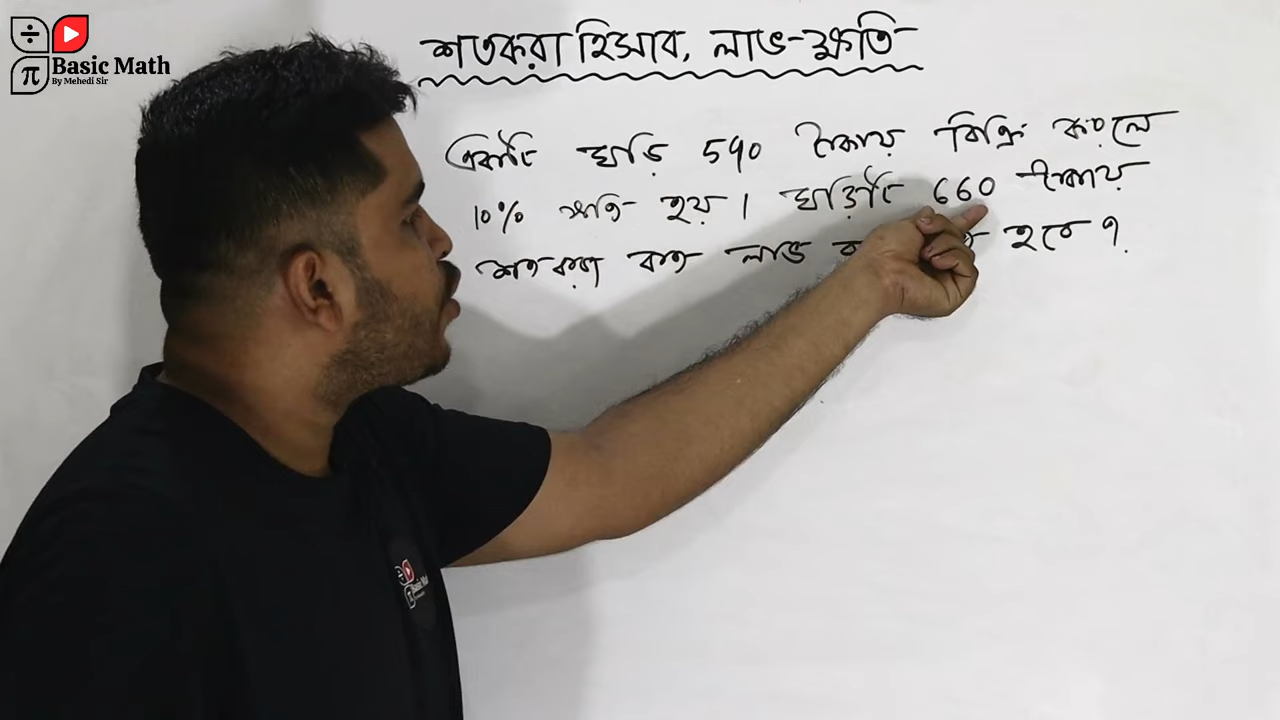 Basic Math
By Mehedi Sir
শতকরা হিসাব, লাভ-ক্ষতি
একটি ঘড়ি 540 টাকায় বিক্রি করলে
10% ক্ষতি হয়। ঘড়িটি 660 টাকায়
শতকরা কত লাভ হবে ?